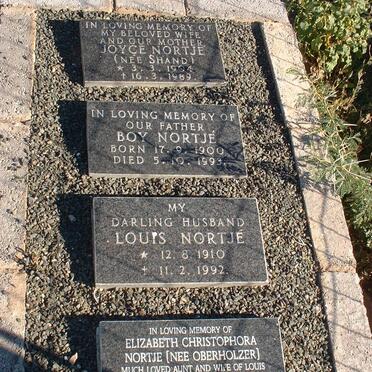 IN LOVING MEMORY OF
MY BELOVED WIFE
AND OUR MOTHER
JOYCE NORTJE
(NEE SHAND)
* 3.3.1924
+ 16.3.1989
IN LOVING MEMORY OF
OUR FATHER
BOY NORTJE
BORN 17.9.1900
DIED 5.10.1993
MY
DARLING HUSBAND
LOUIS NORTJE
* 12.8.1910
+ 11.2.1992
IN LOVING MEMORY OF
ELIZABETH CHRISTOPHORA
NORTJE (NEE OBERHOLZER)
MUCH LOVED AUNT AND WIFE OF LOUIS